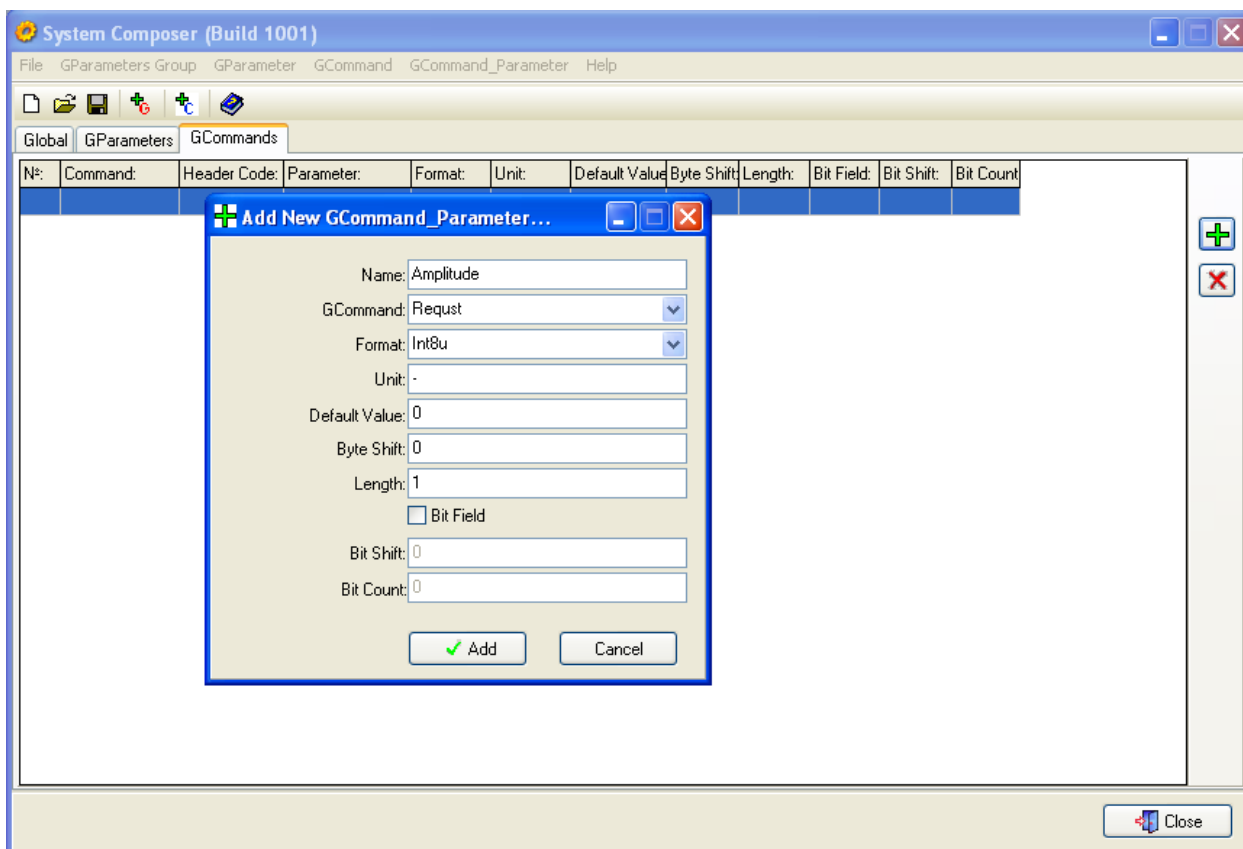 System Composer (Build 1001)
File GParameters Group GParameter GCommand GCommand_Parameter Help
Global GParameters GCommands
Nº: Command: Header Code: Parameter: Format: Unit: Default Value Byte Shift: Length: Bit Field: Bit Shift: Bit Count
Add New GCommand_Parameter...
Name: Amplitude
GCommand: Requst
Format: Int8u
Unit: -
Default Value: 0
Byte Shift: 0
Length: 1
Bit Field
Bit Shift: 0
Bit Count: 0
Add Cancel
Close